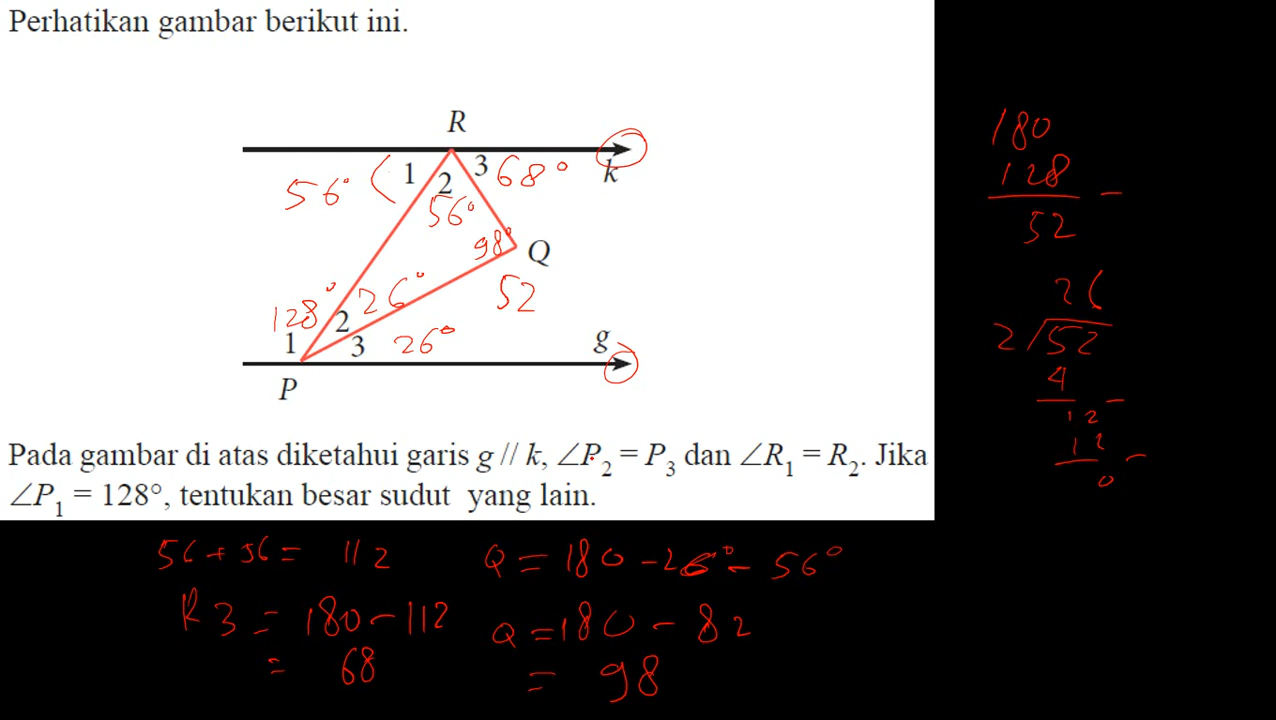 Perhatikan gambar berikut ini.
R
1 2 3 68° k
56° ( 56°
98° Q
52
128° 26°
1 2 3 26° g
P
Pada gambar di atas diketahui garis g // k, ∠P₂ = P₃ dan ∠R₁ = R₂. Jika
∠P₁ = 128°, tentukan besar sudut yang lain.
180
128 –
52
26
2 / 52
4 –
12
12 –
0
56 + 56 = 112
R3 = 180 – 112
= 68
Q = 180 – 26° – 56°
Q = 180 – 82
= 98